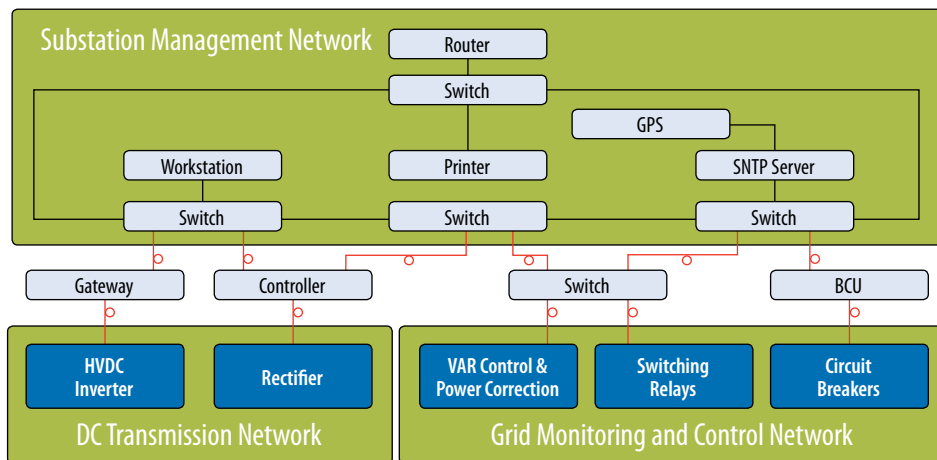 Substation Management Network
Router
Switch
GPS
Workstation
Printer
SNTP Server
Switch
Switch
Switch
Gateway
Controller
Switch
BCU
HVDC
Inverter
Rectifier
VAR Control &
Power Correction
Switching
Relays
Circuit
Breakers
DC Transmission Network
Grid Monitoring and Control Network